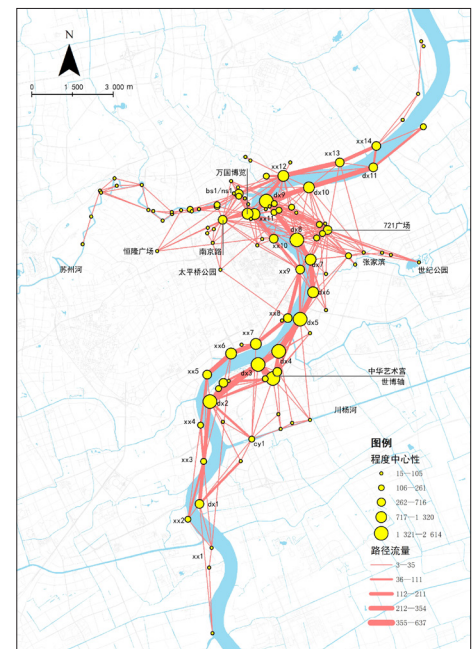 N
0 1 500 3 000 m
xx14
xx13
xx12
dx11
万国博览
bs1/ns1
dx10
dx9
xx11
721广场
dx8
恒隆广场
南京路
xx10
张家浜
苏州河
太平桥公园
dx7
世纪公园
xx9
dx6
xx8
dx5
xx7
xx6
dx4
xx5
dx3
中华艺术宫
世博轴
dx2
川杨河
xx4
cy1
图例
程度中心性
xx3
15—105
106—261
262—716
dx1
717—1 320
xx2
1 321—2 614
路径流量
xx1
3—35
36—111
112—211
212—354
355—637